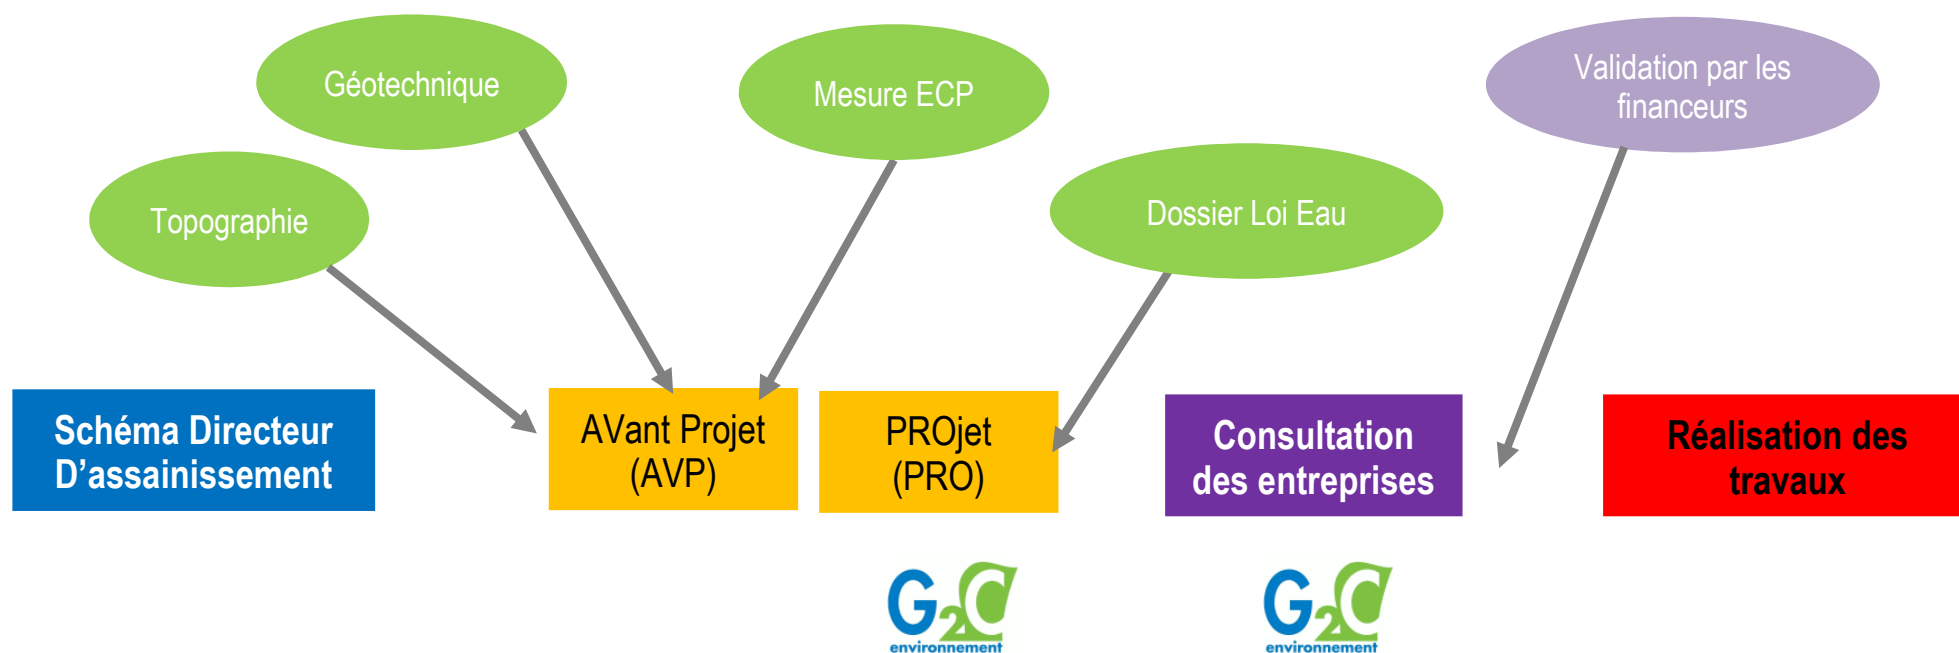 Géotechnique
Mesure ECP
Validation par les
financeurs
Topographie
Dossier Loi Eau
Schéma Directeur
D’assainissement
AVant Projet
(AVP)
PROjet
(PRO)
Consultation
des entreprises
Réalisation des
travaux
G2C
environnement
G2C
environnement